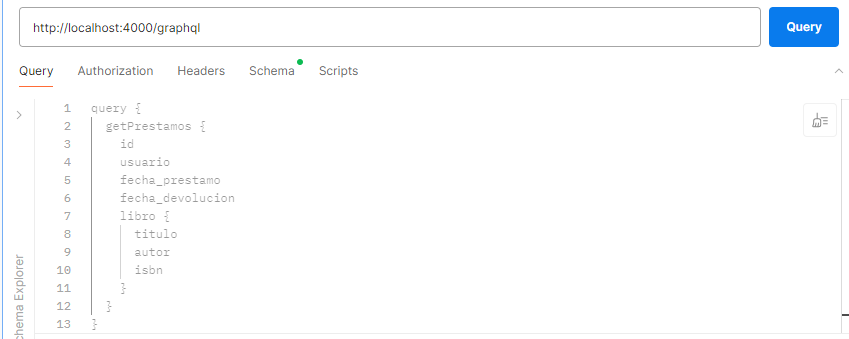 http://localhost:4000/graphql
Query
Query Authorization Headers Schema Scripts
1 query {
2 getPrestamos {
3 id
4 usuario
5 fecha_prestamo
6 fecha_devolucion
7 libro {
8 titulo
9 autor
10 isbn
11 }
12 }
13 }
chema Explorer